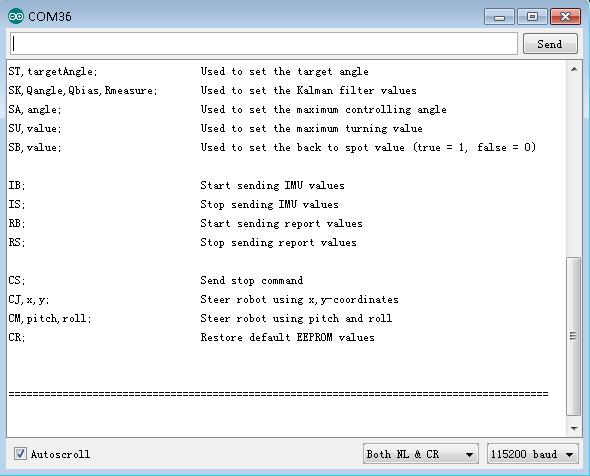 COM36
Send
ST,targetAngle; Used to set the target angle
SK,Qangle,Qbias,Rmeasure; Used to set the Kalman filter values
SA,angle; Used to set the maximum controlling angle
SU,value; Used to set the maximum turning value
SB,value; Used to set the back to spot value (true = 1, false = 0)
IB; Start sending IMU values
IS; Stop sending IMU values
RB; Start sending report values
RS; Stop sending report values
CS; Send stop command
CJ,x,y; Steer robot using x,y-coordinates
CM,pitch,roll; Steer robot using pitch and roll
CR; Restore default EEPROM values
==========================================================================================
Autoscroll
Both NL & CR
115200 baud